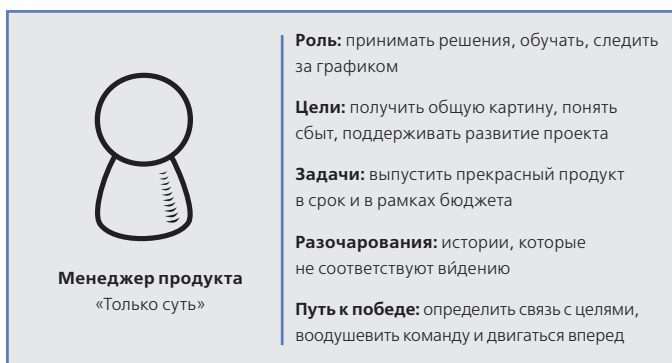 Менеджер продукта
«Только суть»
Роль: принимать решения, обучать, следить
за графиком
Цели: получить общую картину, понять
сбыт, поддерживать развитие проекта
Задачи: выпустить прекрасный продукт
в срок и в рамках бюджета
Разочарования: истории, которые
не соответствуют ви́дению
Путь к победе: определить связь с целями,
воодушевить команду и двигаться вперед